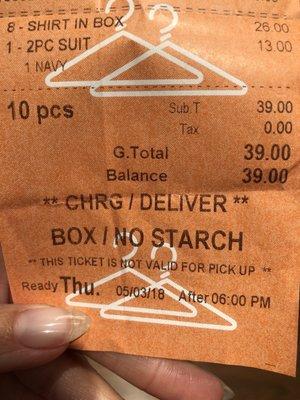 8 - SHIRT IN BOX 26.00
1 - 2PC SUIT 13.00
1 NAVY
10 pcs Sub T 39.00
Tax 0.00
G.Total 39.00
Balance 39.00
** CHRG / DELIVER **
BOX / NO STARCH
** THIS TICKET IS NOT VALID FOR PICK UP **
Ready Thu. 05/03/18 After 06:00 PM